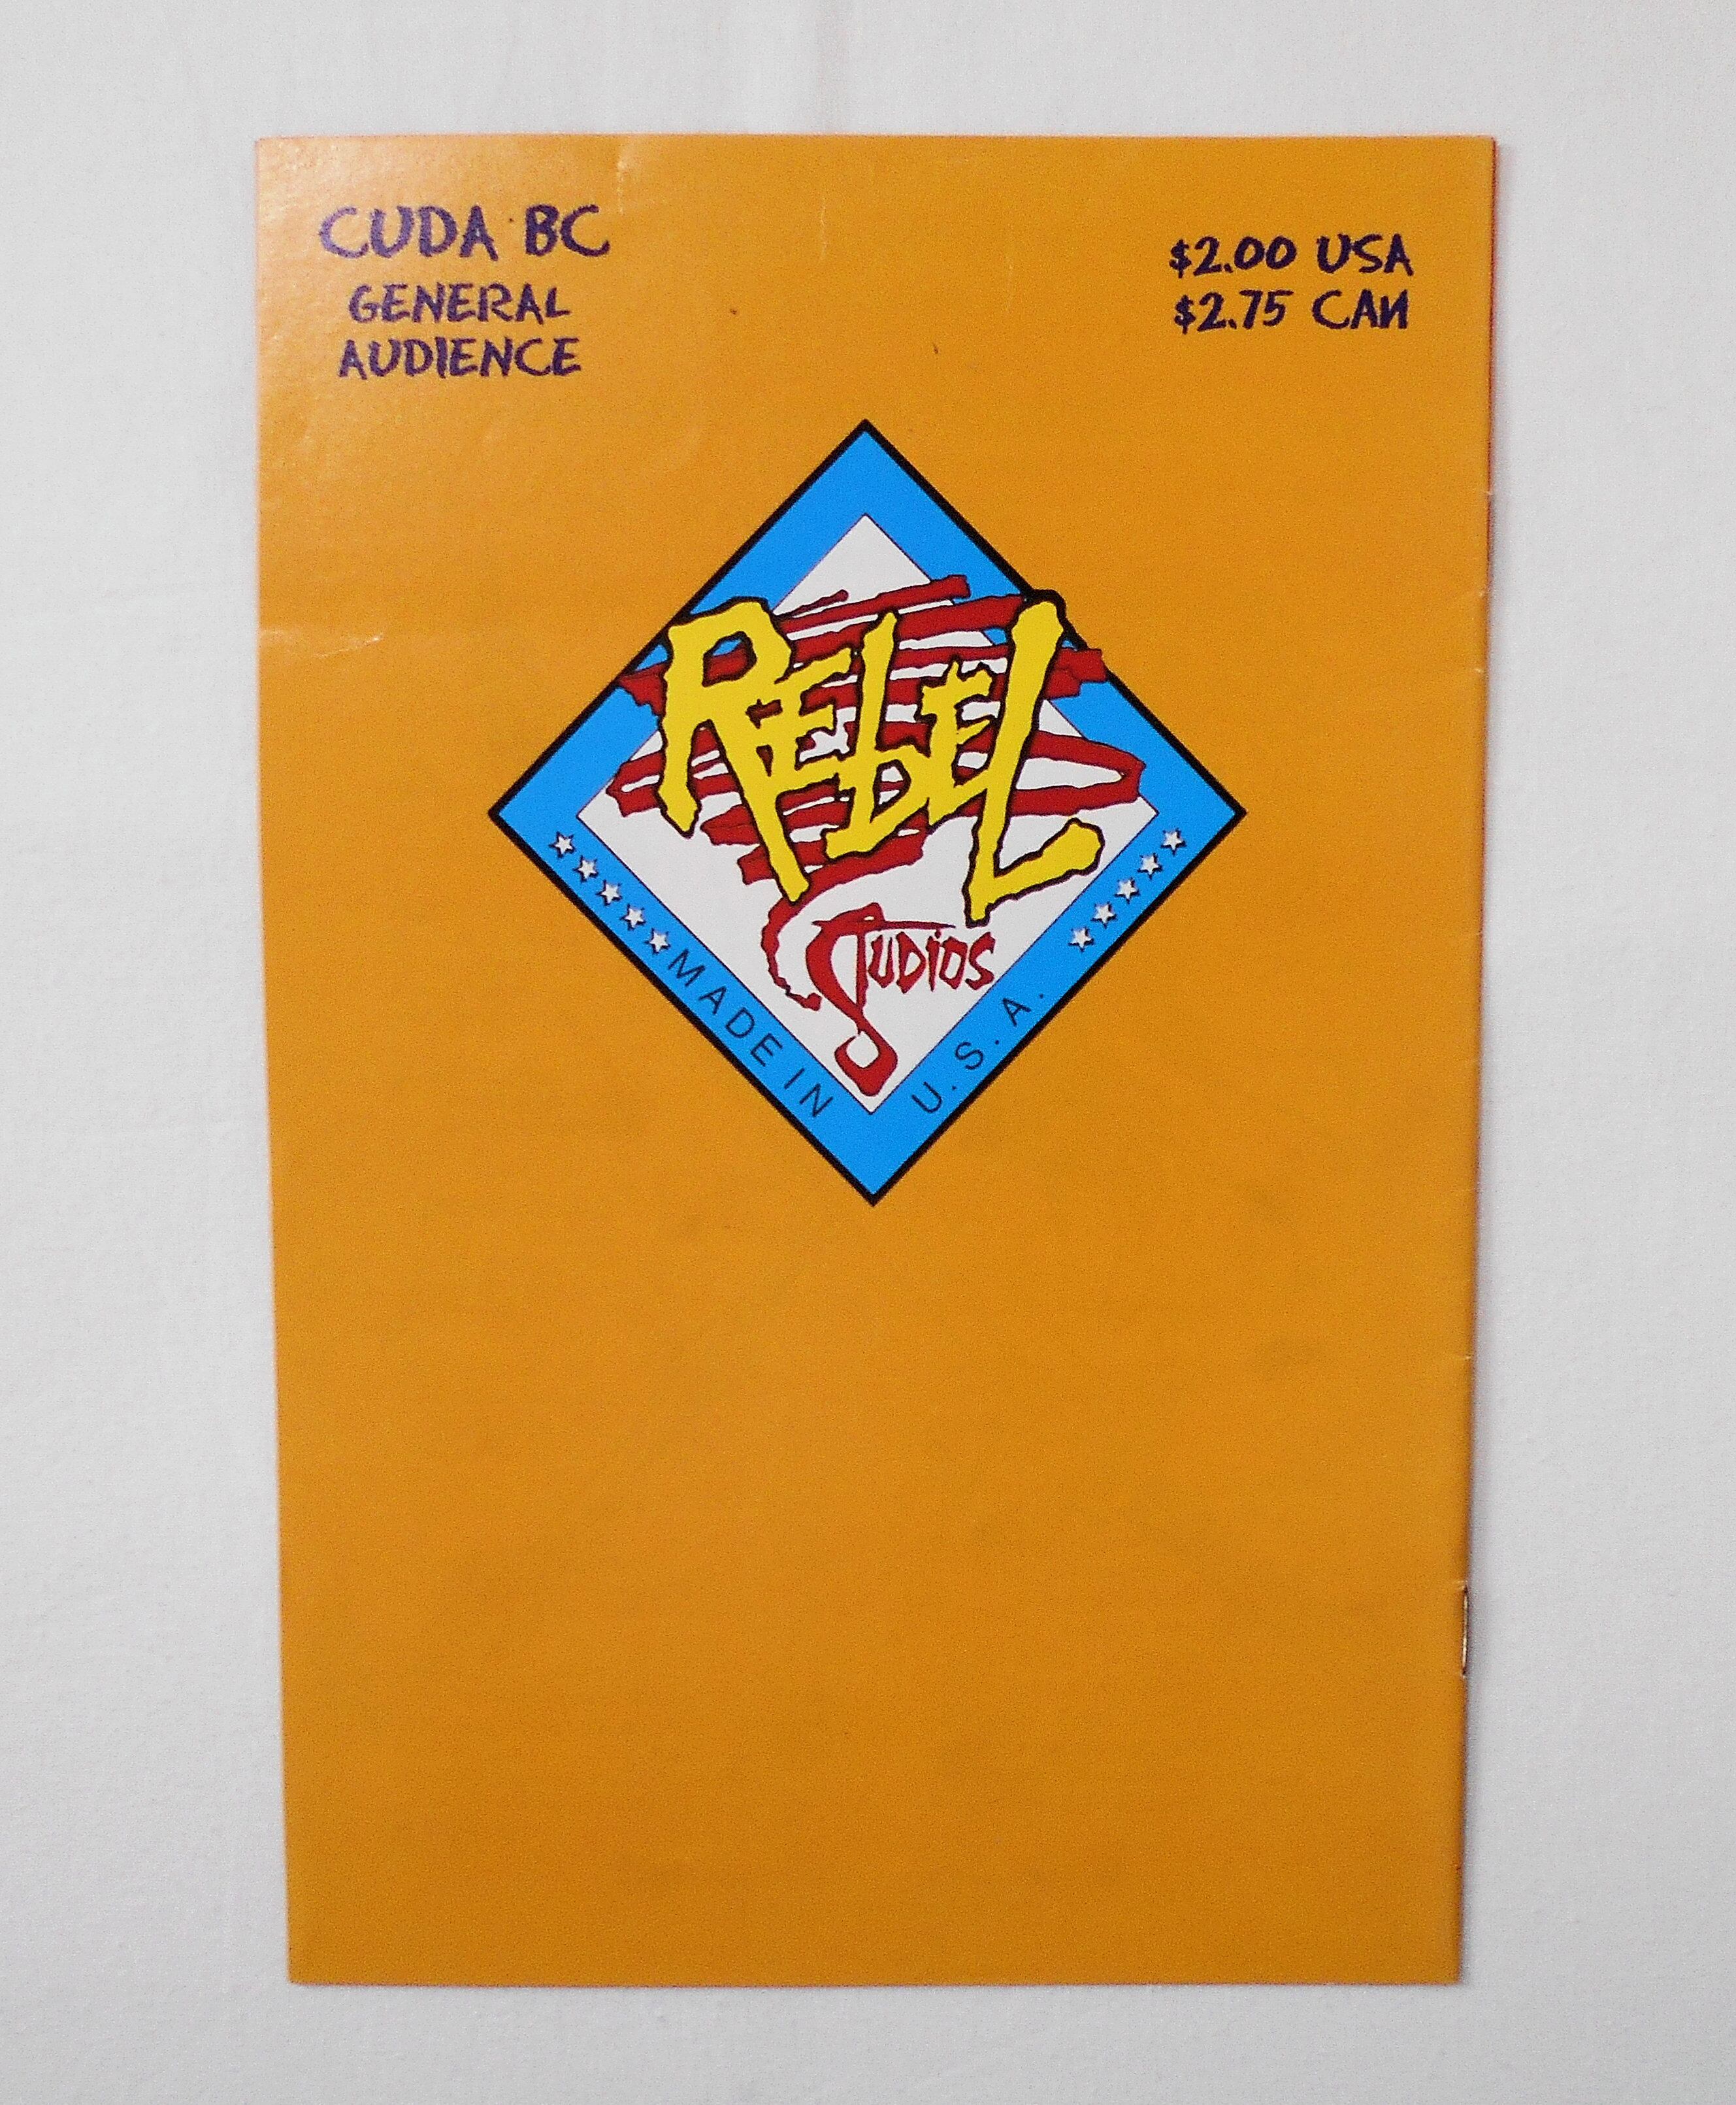 CUDA BC
GENERAL
AUDIENCE
$2.00 USA
$2.75 CAN
REBEL
STUDIOS
MADE IN U.S.A.